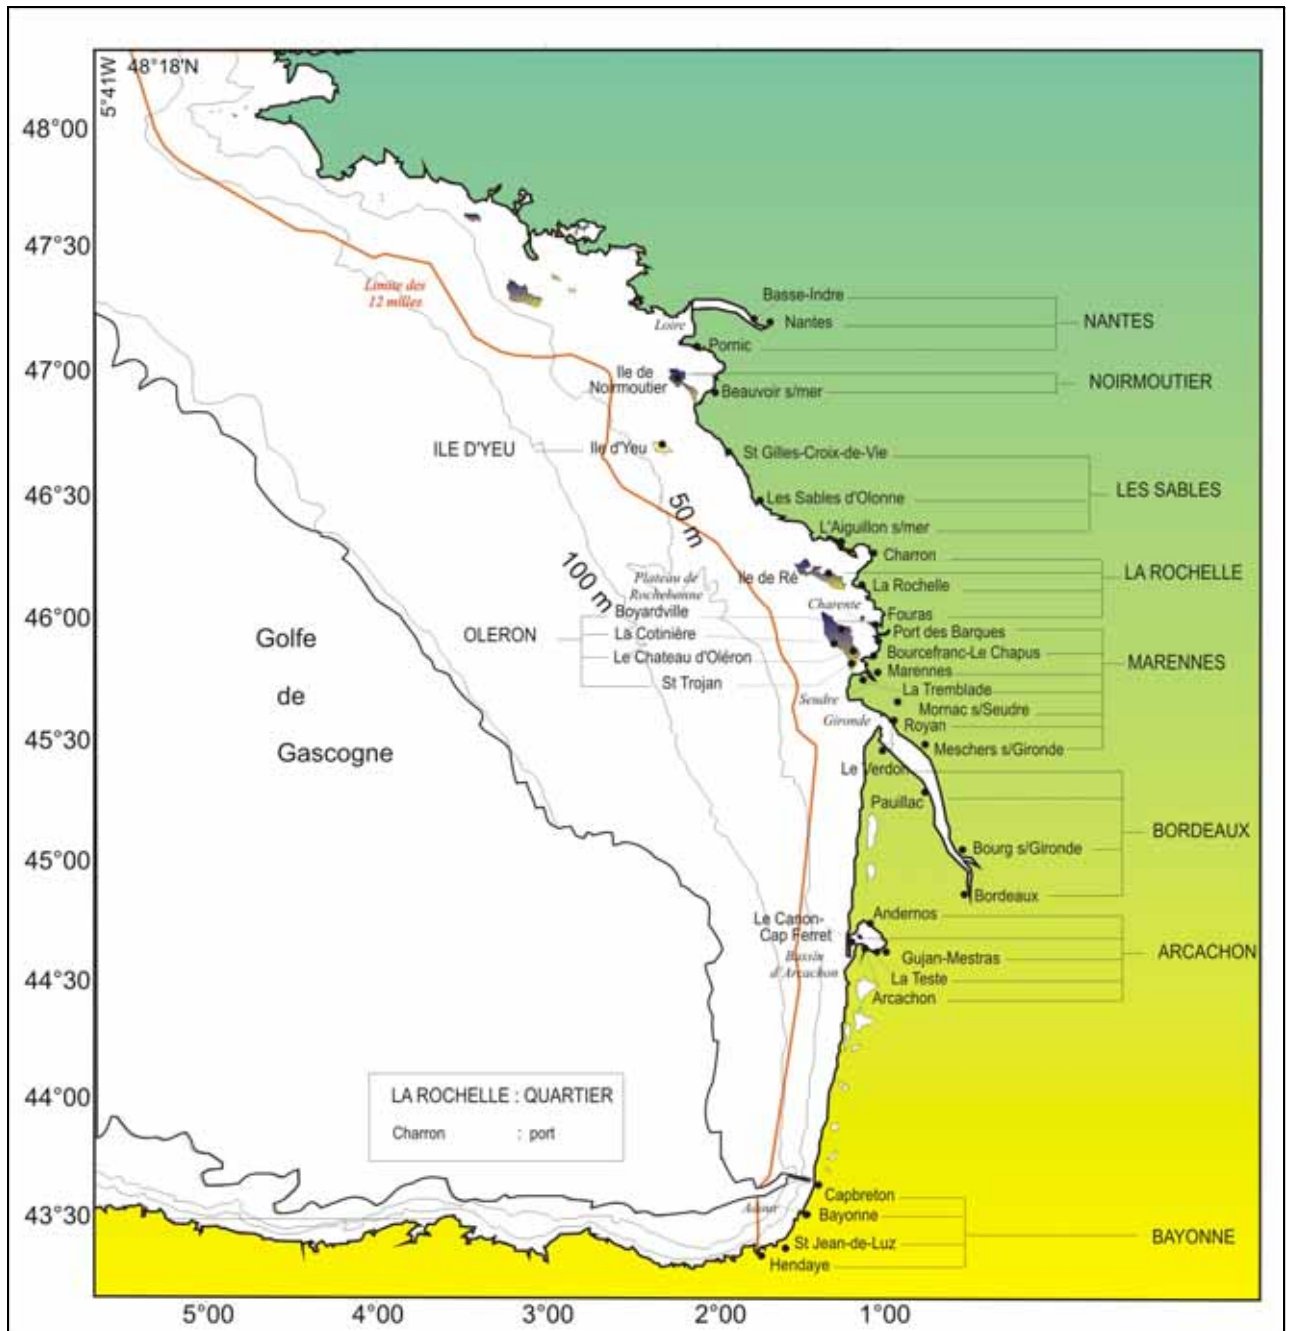 5°41W
48°18'N
48°00
47°30
47°00
46°30
46°00
45°30
45°00
44°30
44°00
43°30
5°00
4°00
3°00
2°00
1°00
Limite des
12 milles
Loire
Basse-Indre
Nantes
Pornic
NANTES
Ile de
Noirmoutier
Beauvoir s/mer
NOIRMOUTIER
ILE D'YEU
Ile d'Yeu
St Gilles-Croix-de-Vie
Les Sables d'Olonne
L'Aiguillon s/mer
LES SABLES
50 m
100 m
Plateau de
Rochebonne
Charron
Ile de Ré
La Rochelle
Charente
Fouras
LA ROCHELLE
OLERON
Boyardville
La Cotinière
Le Chateau d'Oléron
St Trojan
Port des Barques
Bourcefranc-Le Chapus
Marennes
La Tremblade
Mornac s/Seudre
Royan
Meschers s/Gironde
MARENNES
Seudre
Gironde
Golfe
de
Gascogne
Le Verdon
Pauillac
Bourg s/Gironde
Bordeaux
BORDEAUX
Andernos
Le Canon-
Cap Ferret
Bassin
d'Arcachon
Gujan-Mestras
La Teste
Arcachon
ARCACHON
LA ROCHELLE : QUARTIER
Charron : port
Adour
Capbreton
Bayonne
St Jean-de-Luz
Hendaye
BAYONNE